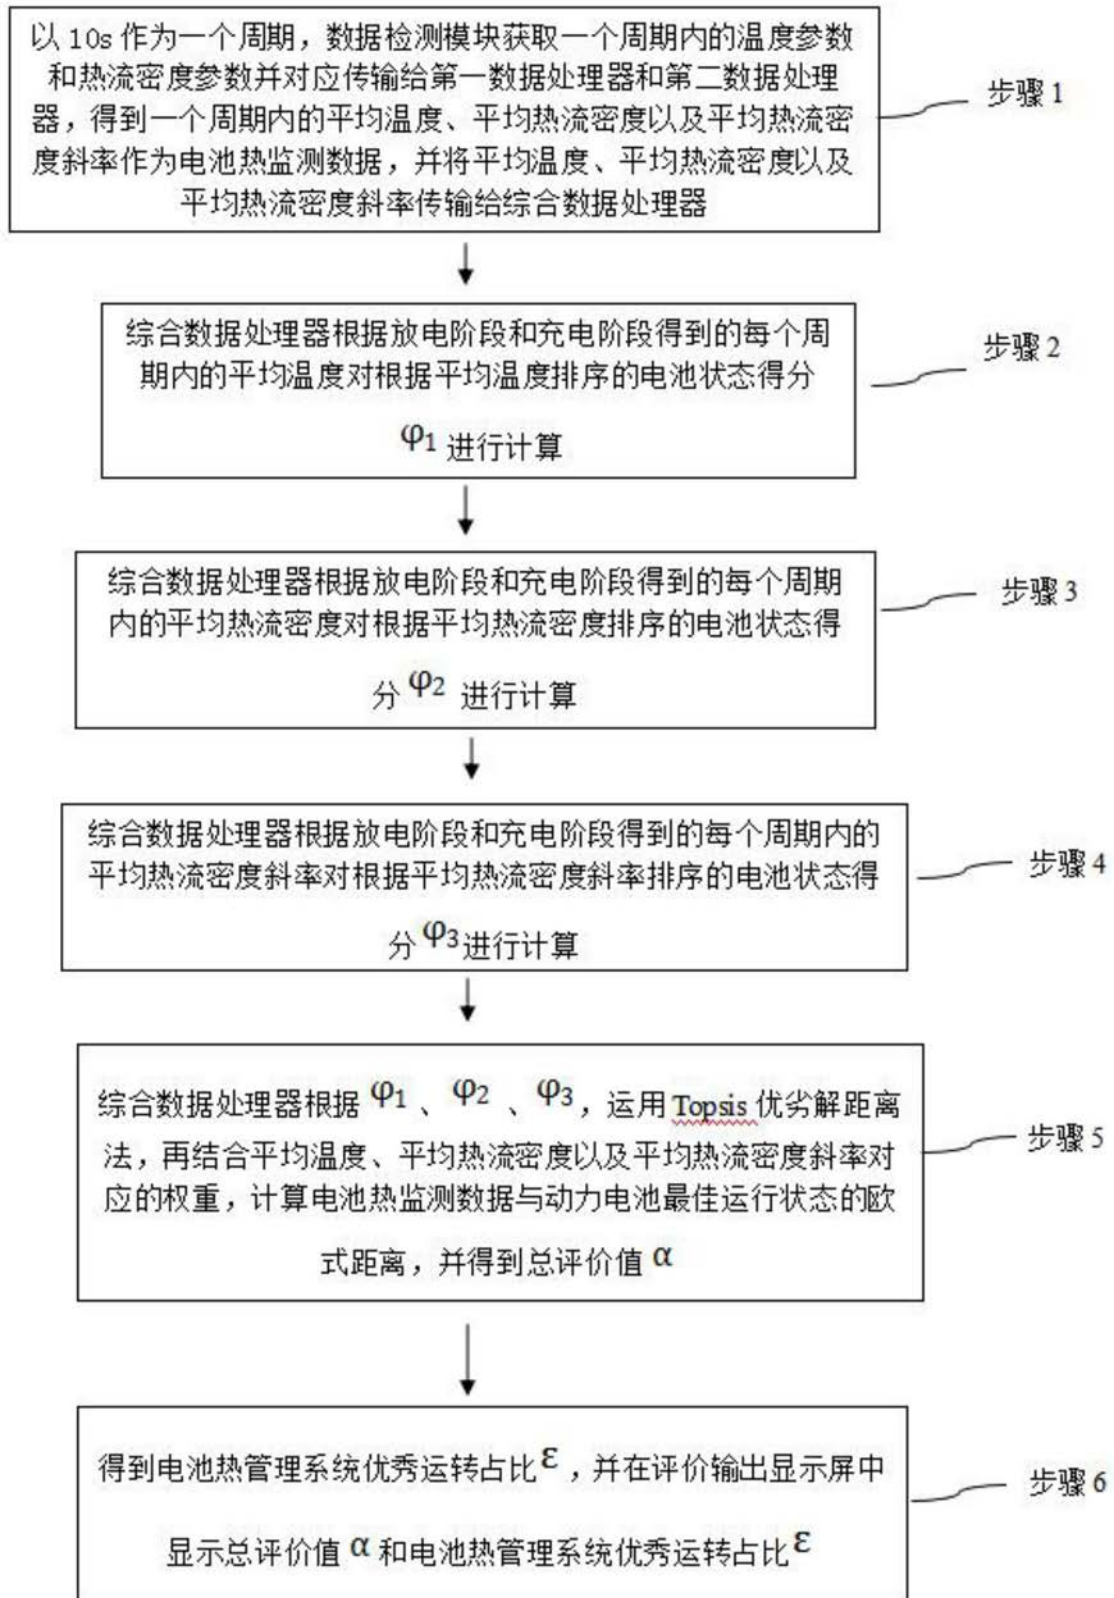 以10s作为一个周期，数据检测模块获取一个周期内的温度参数
和热流密度参数并对应传输给第一数据处理器和第二数据处理
器，得到一个周期内的平均温度、平均热流密度以及平均热流密
度斜率作为电池热监测数据，并将平均温度、平均热流密度以及
平均热流密度斜率传输给综合数据处理器
步骤1
综合数据处理器根据放电阶段和充电阶段得到的每个周
期内的平均温度对根据平均温度排序的电池状态得分
φ1 进行计算
步骤2
综合数据处理器根据放电阶段和充电阶段得到的每个周期
内的平均热流密度对根据平均热流密度排序的电池状态得
分φ2 进行计算
步骤3
综合数据处理器根据放电阶段和充电阶段得到的每个周期内的
平均热流密度斜率对根据平均热流密度斜率排序的电池状态得
分φ3进行计算
步骤4
综合数据处理器根据φ1、φ2、φ3，运用Topsis优劣解距离
法，再结合平均温度、平均热流密度以及平均热流密度斜率对
应的权重，计算电池热监测数据与动力电池最佳运行状态的欧
式距离，并得到总评价值α
步骤5
得到电池热管理系统优秀运转占比ε，并在评价输出显示屏中
显示总评价值α和电池热管理系统优秀运转占比ε
步骤6